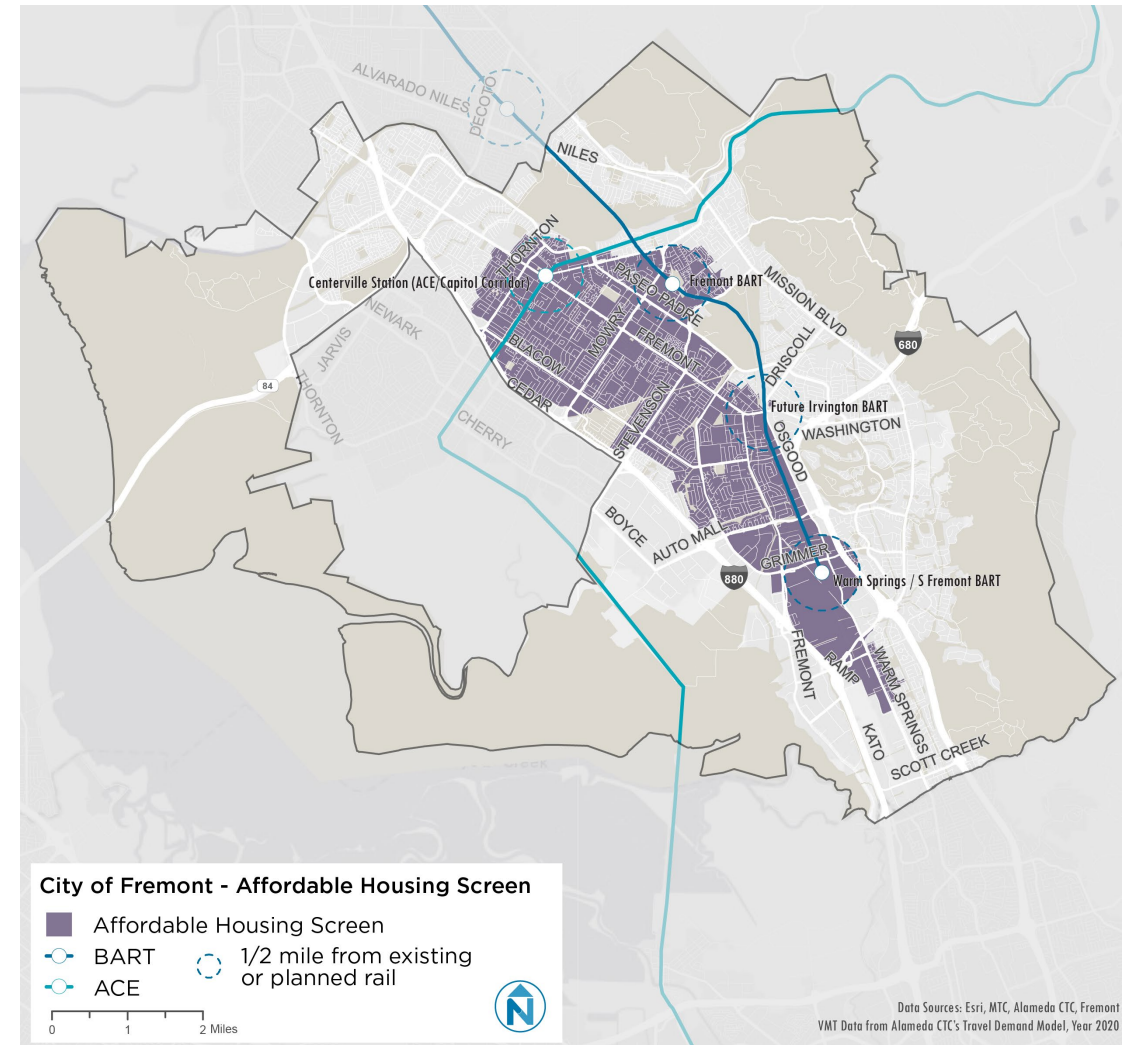 ALVARADO NILES
DECOTO
NILES
THORNTON
Centerville Station (ACE/Capitol Corridor)
PASEO PADRE
Fremont BART
MISSION BLVD
NEWARK
JARVIS
MOWRY
FREMONT
DRISCOLL
680
BLACOW
84
THORNTON
CEDAR
STEVENSON
Future Irvington BART
CHERRY
OSGOOD
WASHINGTON
BOYCE
AUTO MALL
GRIMMER
880
Warm Springs / S Fremont BART
FREMONT
RAMP
WARM SPRINGS
KATO
SCOTT CREEK
City of Fremont - Affordable Housing Screen
Affordable Housing Screen
BART
1/2 mile from existing
or planned rail
ACE
N
0 1 2 Miles
Data Sources: Esri, MTC, Alameda CTC, Fremont
VMT Data from Alameda CTC's Travel Demand Model, Year 2020